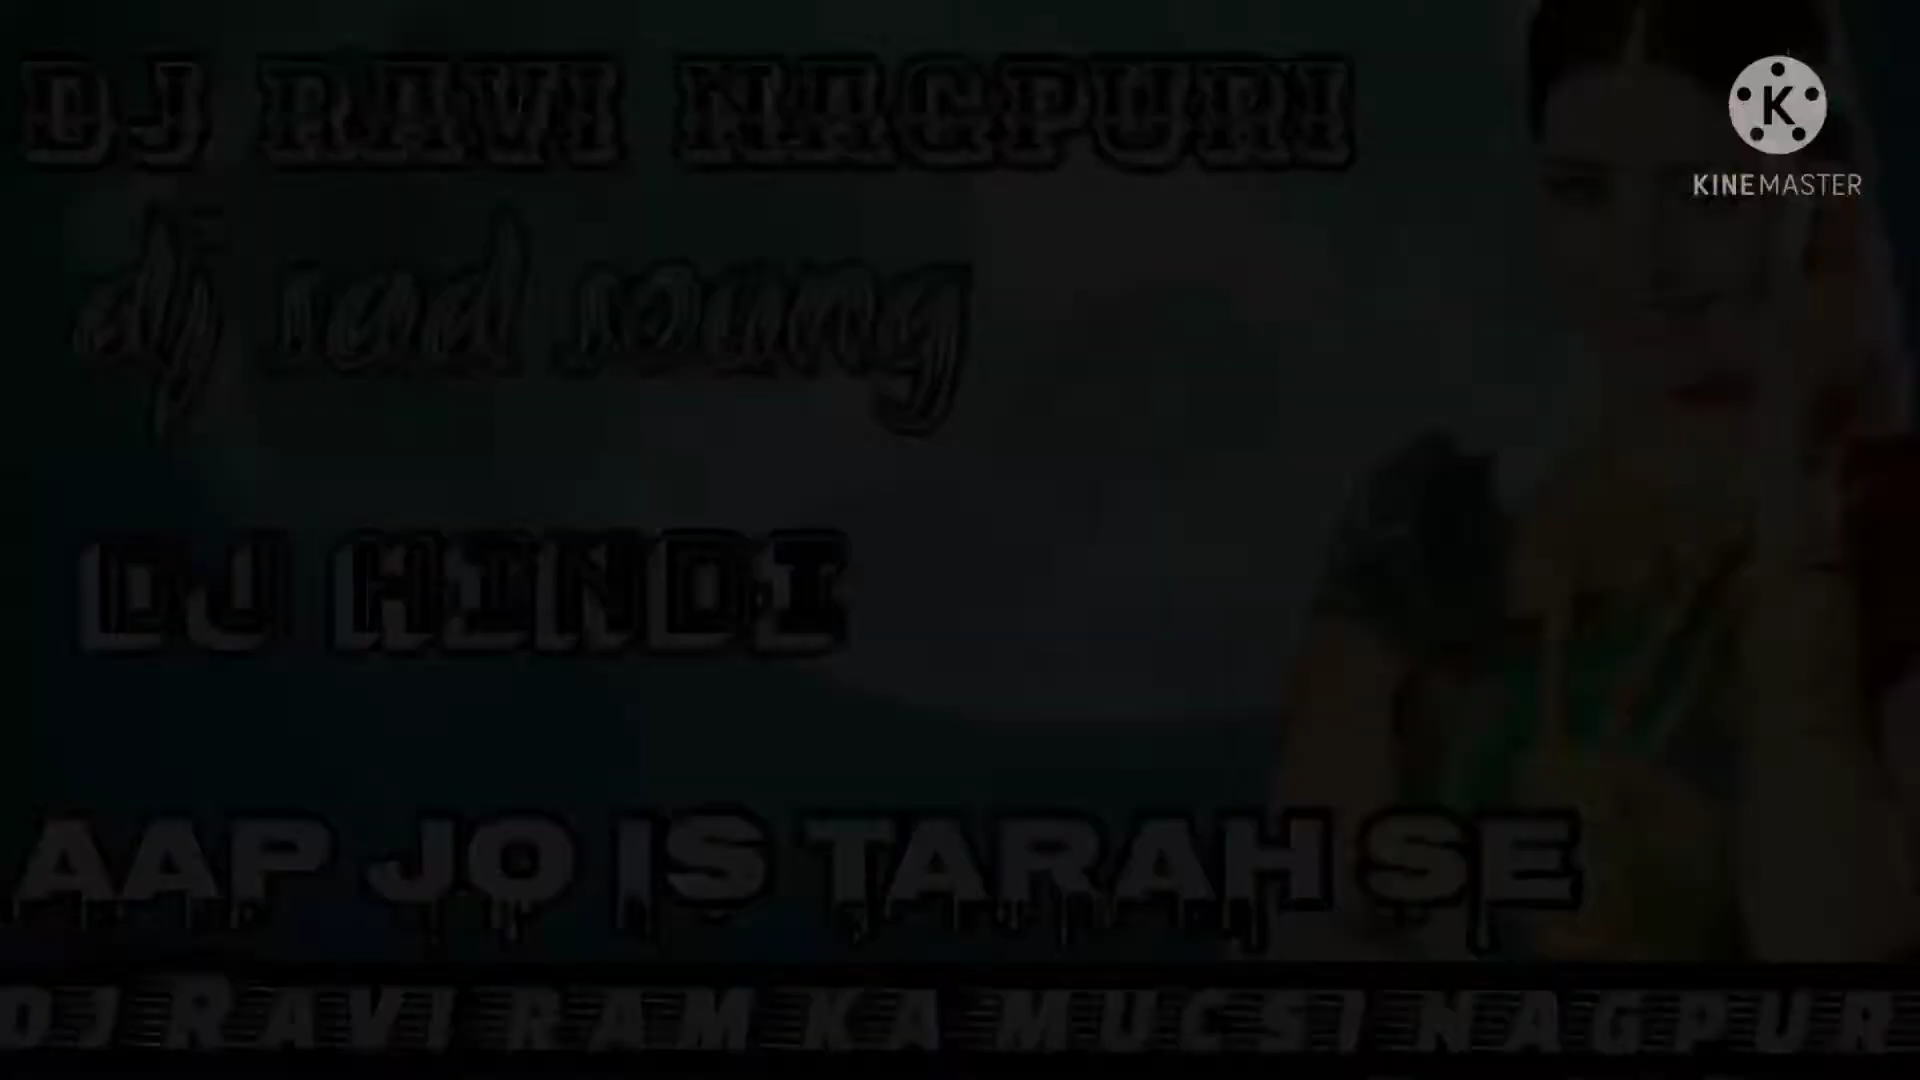 DJ RAVI NAGPURI
KINEMASTER
dj sad soung
DJ HINDI
AAP JO IS TARAH SE
DJ RAVI RAM KA MUCSI NAGPUR